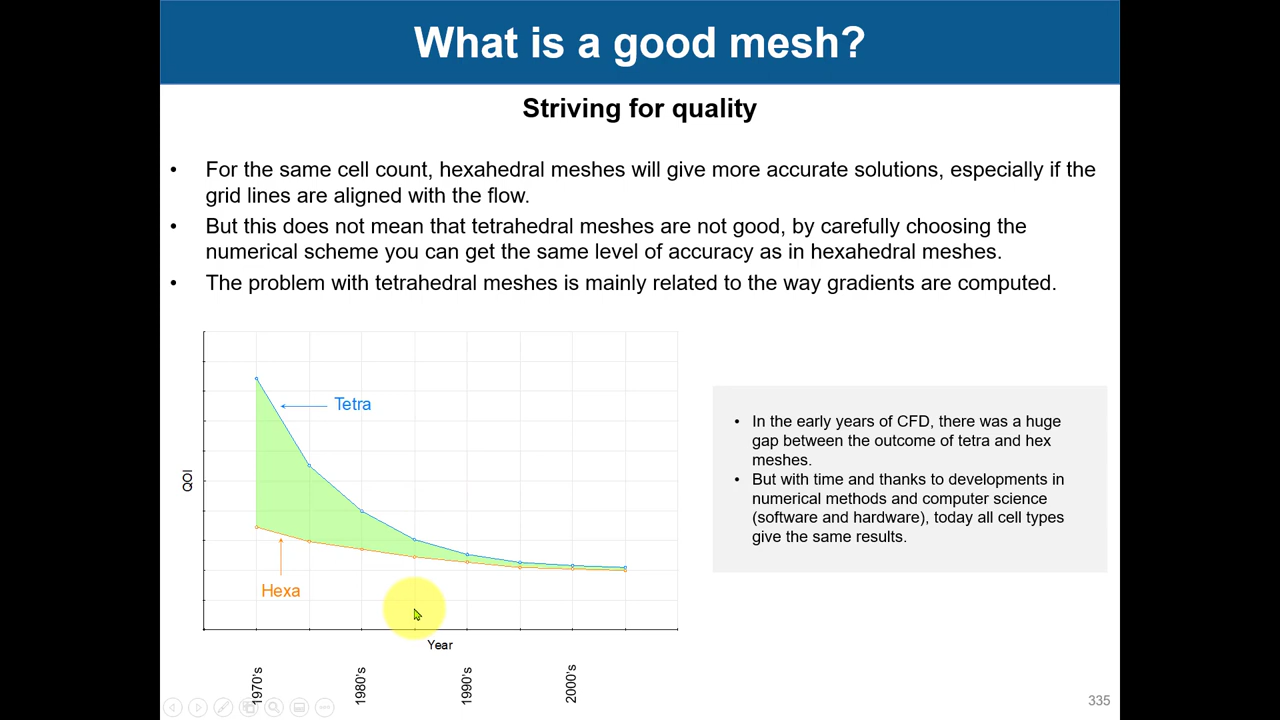 What is a good mesh?
Striving for quality
• For the same cell count, hexahedral meshes will give more accurate solutions, especially if the
grid lines are aligned with the flow.
• But this does not mean that tetrahedral meshes are not good, by carefully choosing the
numerical scheme you can get the same level of accuracy as in hexahedral meshes.
• The problem with tetrahedral meshes is mainly related to the way gradients are computed.
Tetra
QOI
Hexa
Year
1970's
1980's
1990's
2000's
• In the early years of CFD, there was a huge
gap between the outcome of tetra and hex
meshes.
• But with time and thanks to developments in
numerical methods and computer science
(software and hardware), today all cell types
give the same results.
335